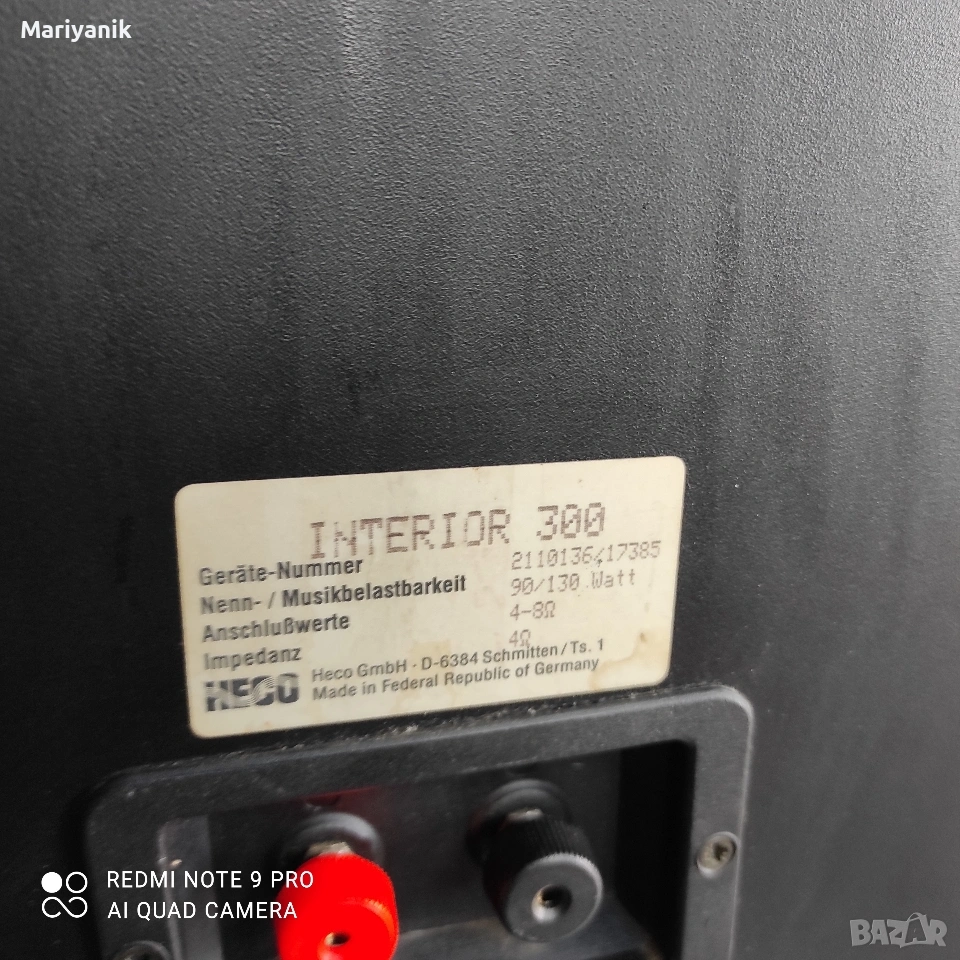 Mariyanik
INTERIOR 300
Geräte-Nummer 2110136/17385
Nenn- / Musikbelastbarkeit 90/130 Watt
Anschlußwerte 4-8Ω
Impedanz 4Ω
HECO Heco GmbH · D-6384 Schmitten/Ts. 1
Made in Federal Republic of Germany
REDMI NOTE 9 PRO
AI QUAD CAMERA
BAZAR